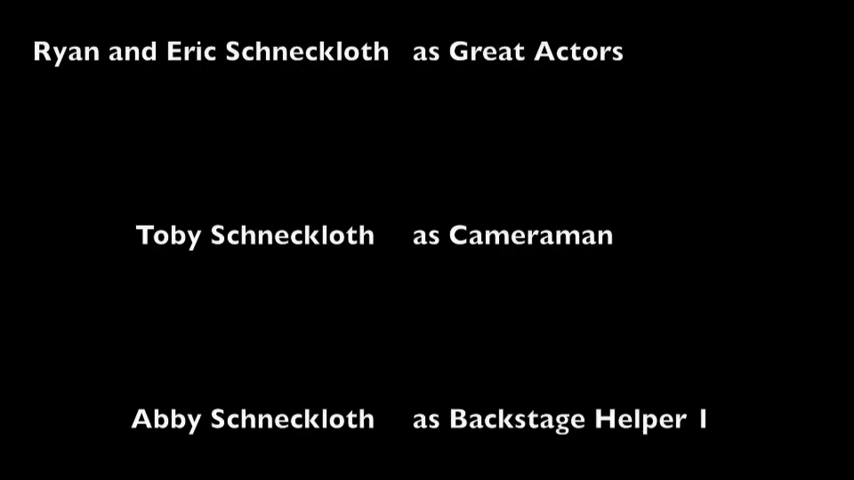 Ryan and Eric Schneckloth as Great Actors
Toby Schneckloth as Cameraman
Abby Schneckloth as Backstage Helper 1